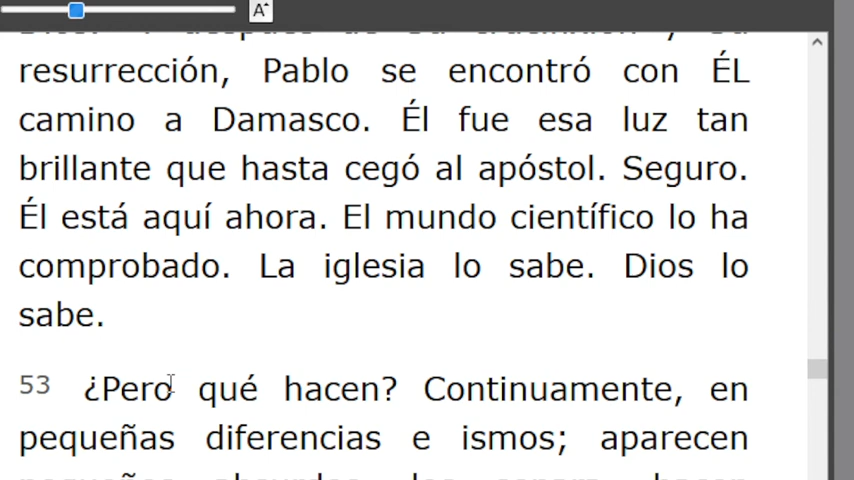 A
resurrección, Pablo se encontró con ÉL
camino a Damasco. Él fue esa luz tan
brillante que hasta cegó al apóstol. Seguro.
Él está aquí ahora. El mundo científico lo ha
comprobado. La iglesia lo sabe. Dios lo
sabe.
53 ¿Pero qué hacen? Continuamente, en
pequeñas diferencias e ismos; aparecen